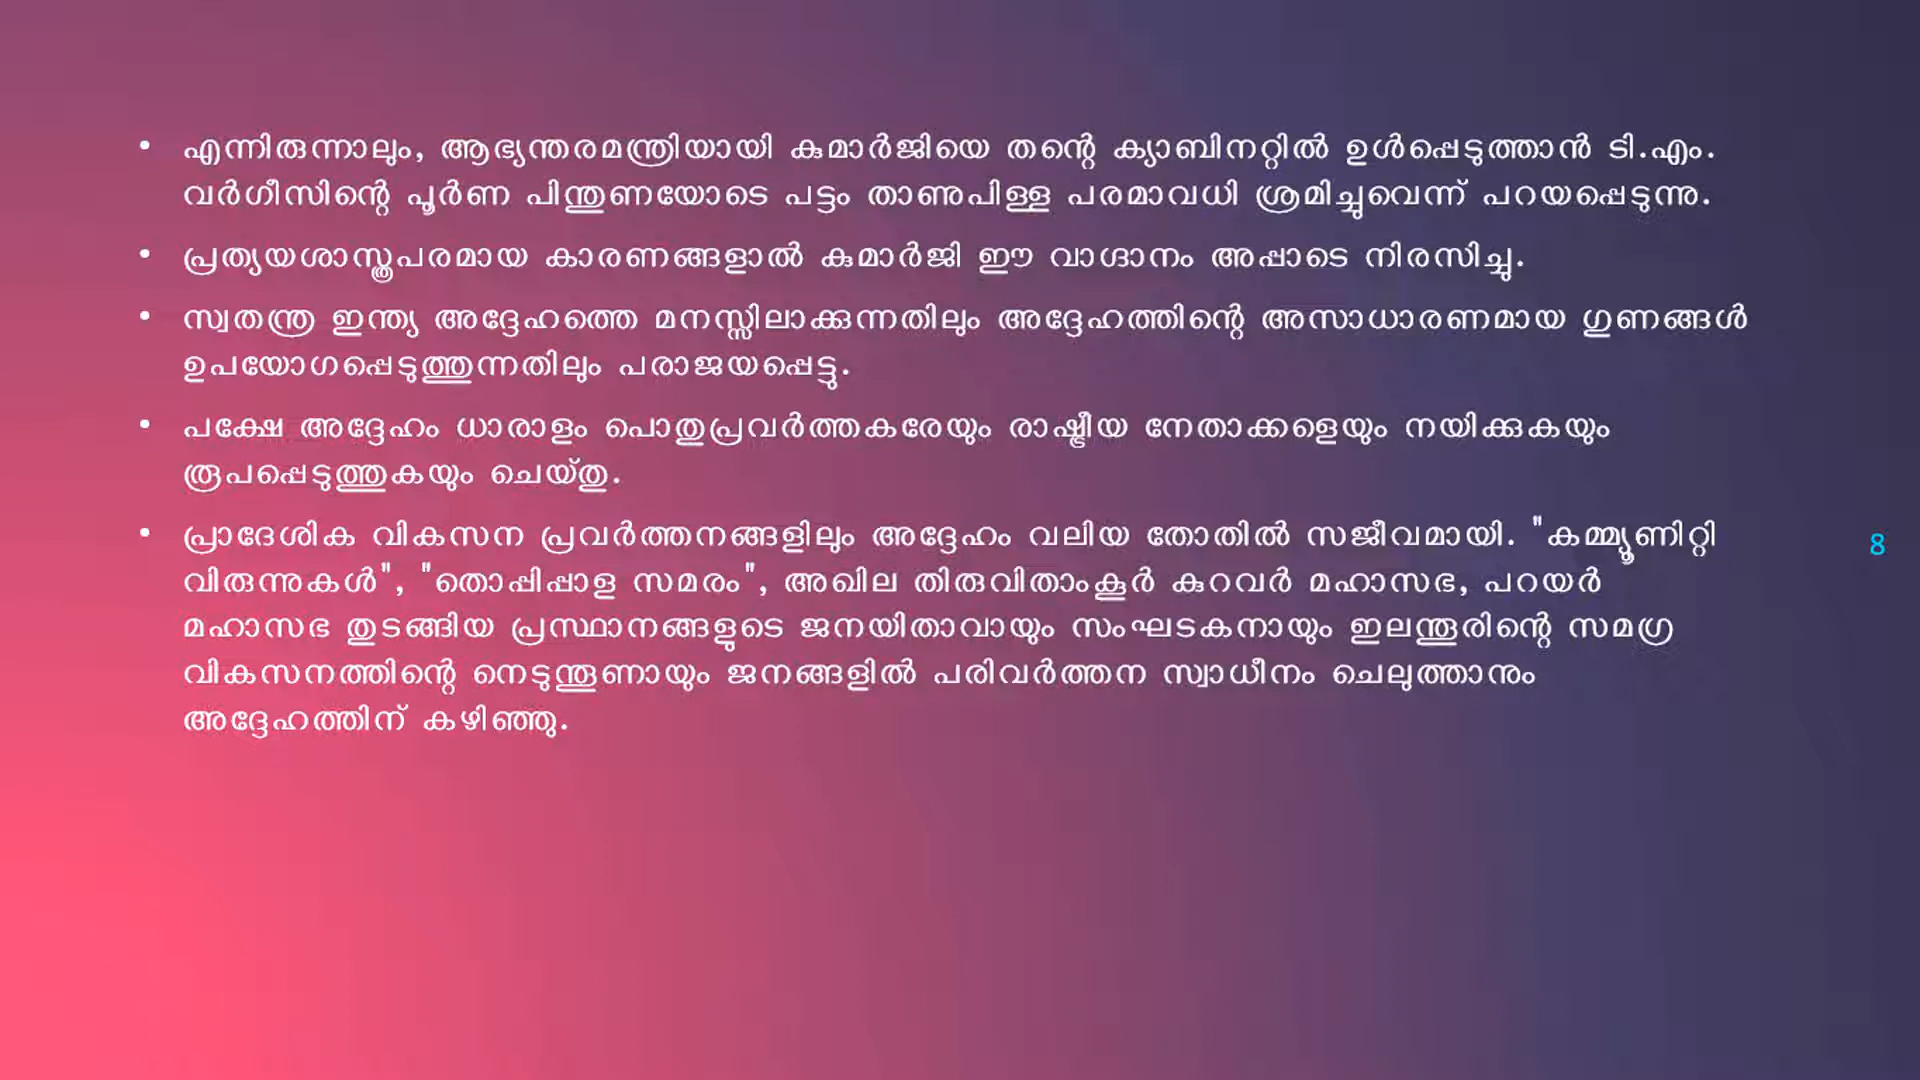 • എന്നിരുന്നാലും, ആഭ്യന്തരമന്ത്രിയായി കുമാർജിയെ തന്റെ ക്യാബിനറ്റിൽ ഉൾപ്പെടുത്താൻ ടി.എം.
വർഗീസിന്റെ പൂർണ പിന്തുണയോടെ പട്ടം താണുപിള്ള പരമാവധി ശ്രമിച്ചുവെന്ന് പറയപ്പെടുന്നു.
• പ്രത്യയശാസ്ത്രപരമായ കാരണങ്ങളാൽ കുമാർജി ഈ വാഗ്ദാനം അപ്പാടെ നിരസിച്ചു.
• സ്വതന്ത്ര ഇന്ത്യ അദ്ദേഹത്തെ മനസ്സിലാക്കുന്നതിലും അദ്ദേഹത്തിന്റെ അസാധാരണമായ ഗുണങ്ങൾ
ഉപയോഗപ്പെടുത്തുന്നതിലും പരാജയപ്പെട്ടു.
• പക്ഷേ അദ്ദേഹം ധാരാളം പൊതുപ്രവർത്തകരേയും രാഷ്ട്രീയ നേതാക്കളെയും നയിക്കുകയും
രൂപപ്പെടുത്തുകയും ചെയ്തു.
• പ്രാദേശിക വികസന പ്രവർത്തനങ്ങളിലും അദ്ദേഹം വലിയ തോതിൽ സജീവമായി. "കമ്മ്യൂണിറ്റി
വിരുന്നുകൾ", "തൊപ്പിപ്പാള സമരം", അഖില തിരുവിതാംകൂർ കുറവർ മഹാസഭ, പറയർ
മഹാസഭ തുടങ്ങിയ പ്രസ്ഥാനങ്ങളുടെ ജനയിതാവായും സംഘടകനായും ഇലന്തൂരിന്റെ സമഗ്ര
വികസനത്തിന്റെ നെടുന്തൂണായും ജനങ്ങളിൽ പരിവർത്തന സ്വാധീനം ചെലുത്താനും
അദ്ദേഹത്തിന് കഴിഞ്ഞു.
8